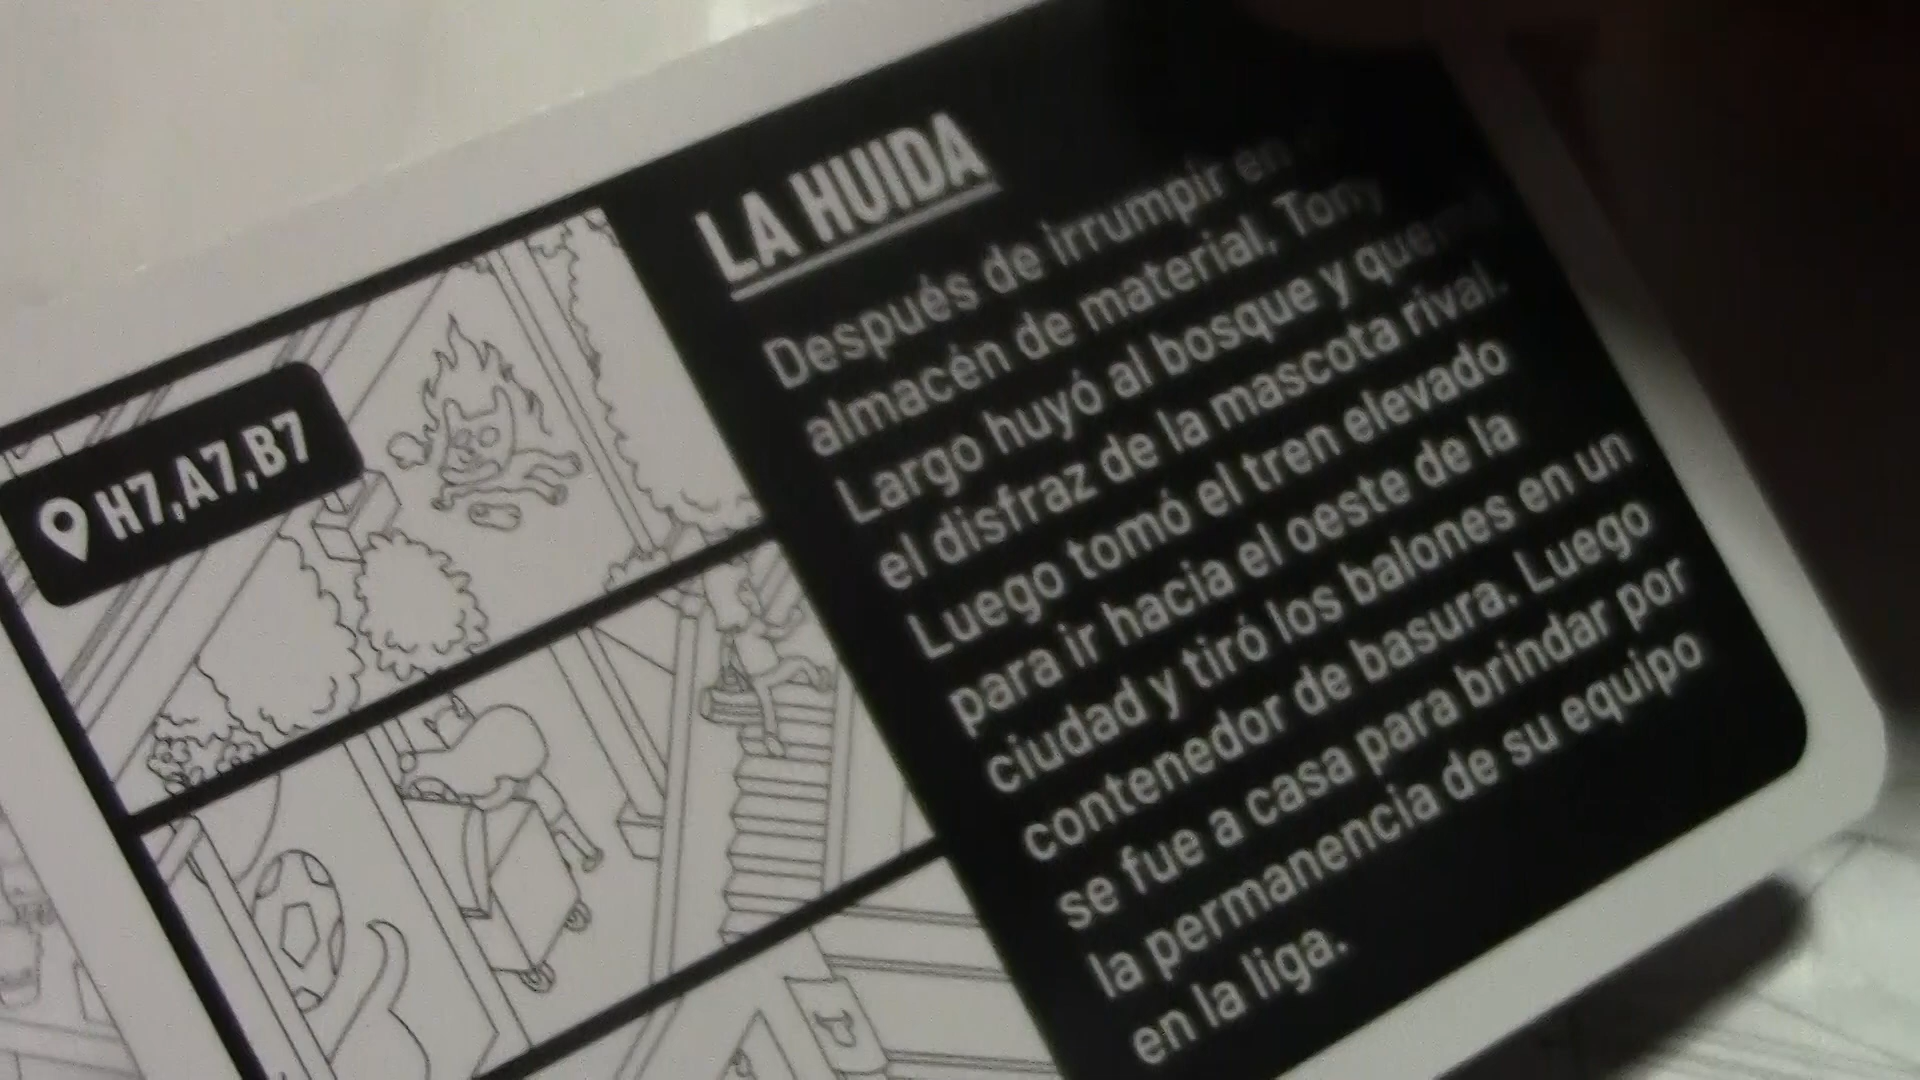 LA HUIDA
Después de irrumpir en
almacén de material, Tony
Largo huyó al bosque y quemó
el disfraz de la mascota rival.
Luego tomó el tren elevado
para ir hacia el oeste de la
ciudad y tiró los balones en un
contenedor de basura. Luego
se fue a casa para brindar por
la permanencia de su equipo
en la liga.
H7,A7,B7